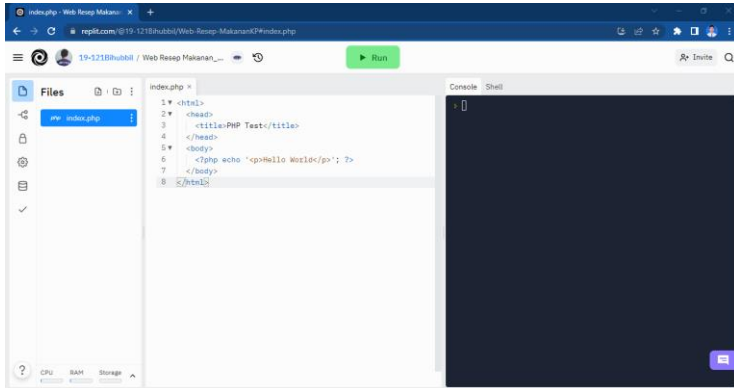 index.php - Web Resep Makanan
replit.com/@19-121Bihubbil/Web-Resep-MakananKP#index.php
19-121Bihubbil / Web Resep Makanan_...
Run
Invite
Files
index.php
index.php
Console Shell
1 <html>
2 <head>
3 <title>PHP Test</title>
4 </head>
5 <body>
6 <?php echo '<p>Hello World</p>'; ?>
7 </body>
8 </html>
CPU RAM Storage